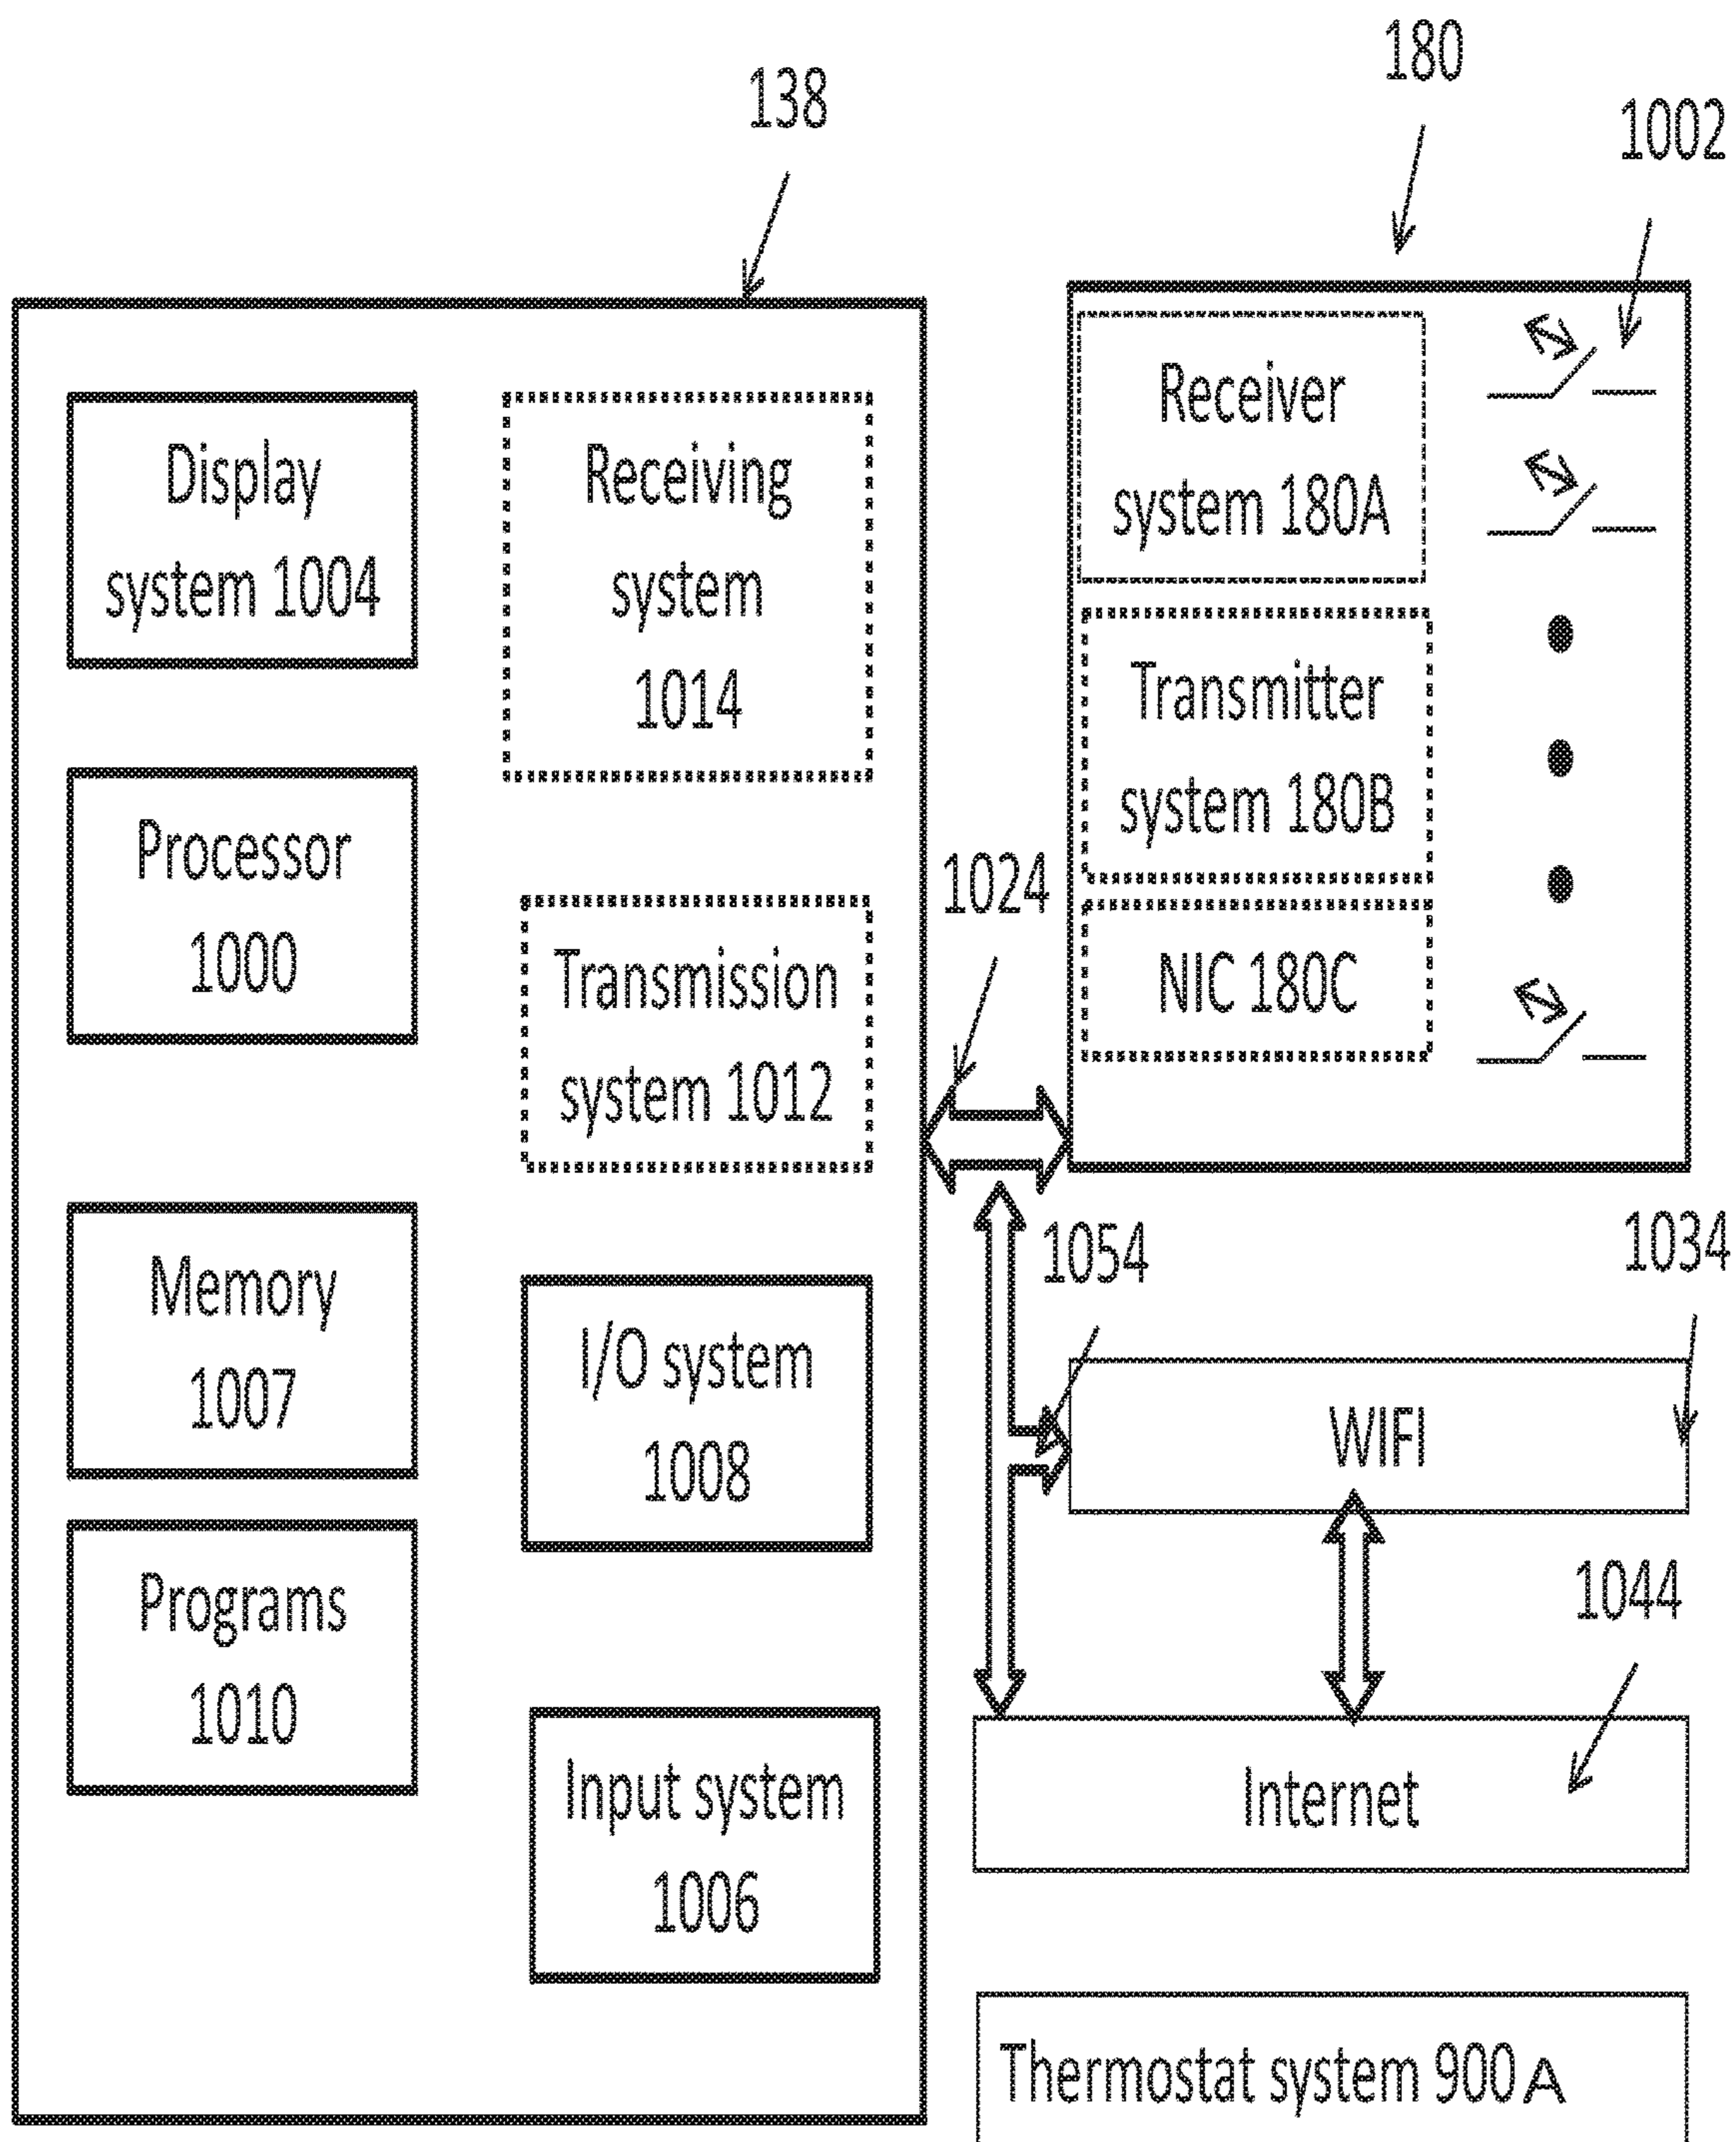 138
180
1002
Display
system 1004
Receiving
system
1014
Receiver
system 180A
Processor
1000
Transmission
system 1012
1024
Transmitter
system 180B
NIC 180C
Memory
1007
I/O system
1008
1054
1034
WIFI
Programs
1010
1044
Input system
1006
Internet
Thermostat system 900A